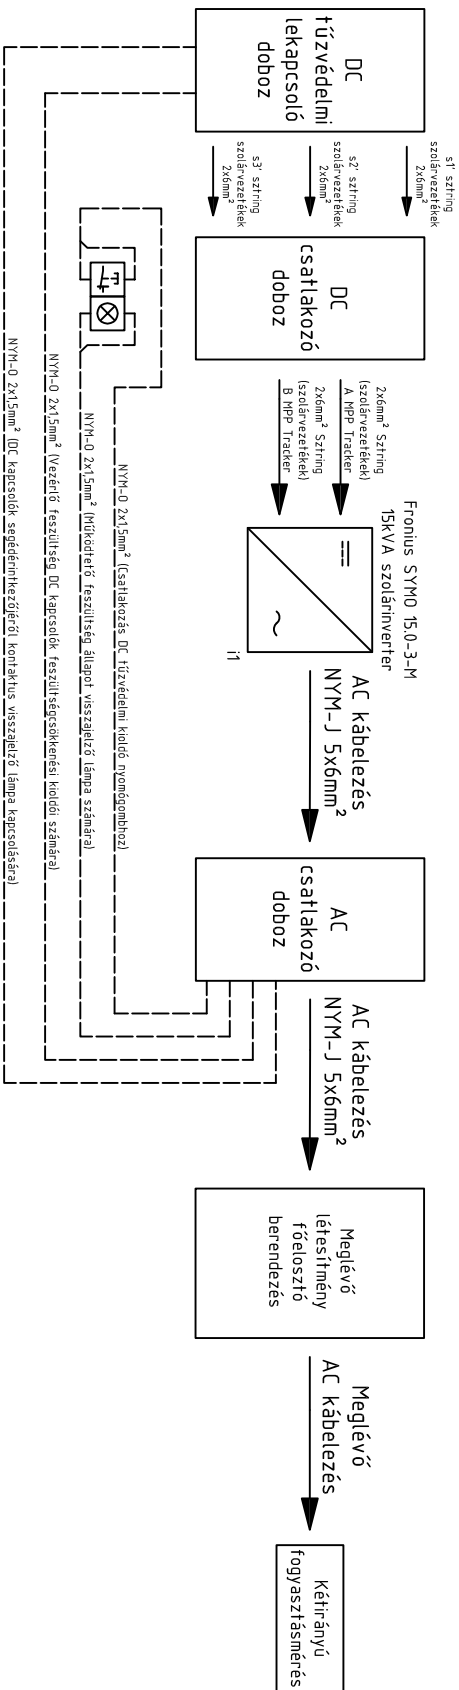 DC
tűzvédelmi
lekapcsoló
doboz
s1' sztring
szolárvezetékek
2x6mm²
s2' sztring
szolárvezetékek
2x6mm²
s3' sztring
szolárvezetékek
2x6mm²
DC
csatlakozó
doboz
2x6mm² Sztring
(szolárvezetékek)
A MPP Tracker
2x6mm² Sztring
(szolárvezetékek)
B MPP Tracker
Fronius SYMO 15.0-3-M
15kVA szolárinverter
i1
AC kábelezés
NYM-J 5x6mm²
AC
csatlakozó
doboz
AC kábelezés
NYM-J 5x6mm²
Meglévő
létesítmény
főelosztó
berendezés
Meglévő
AC kábelezés
Kétirányú
fogyasztásmérés
NYM-O 2x1,5mm² (Csatlakozás DC tűzvédelmi kioldó nyomógombhoz)
NYM-O 2x1,5mm² (Működtető feszültség állapot visszajelző lámpa számára)
NYM-O 2x1,5mm² (Vezérlő feszültség DC kapcsolók feszültségcsökkenési kioldói számára)
NYM-O 2x1,5mm² (DC kapcsolók segédérintkezőjéről kontaktus visszajelző lámpa kapcsolására)